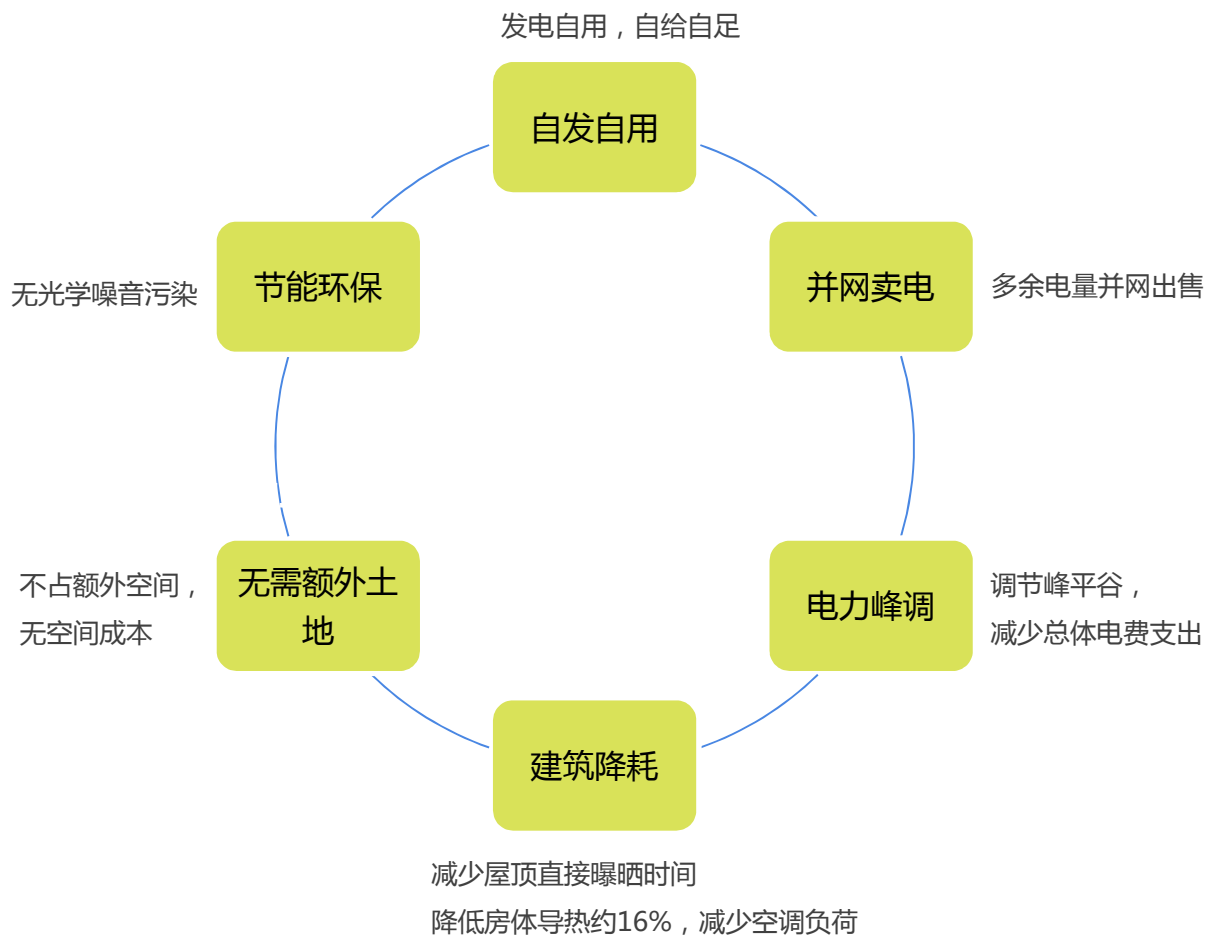 发电自用，自给自足
自发自用
节能环保
并网卖电
无光学噪音污染
多余电量并网出售
不占额外空间，
无空间成本
无需额外土
地
电力峰调
调节峰平谷，
减少总体电费支出
建筑降耗
减少屋顶直接曝晒时间
降低房体导热约16%，减少空调负荷